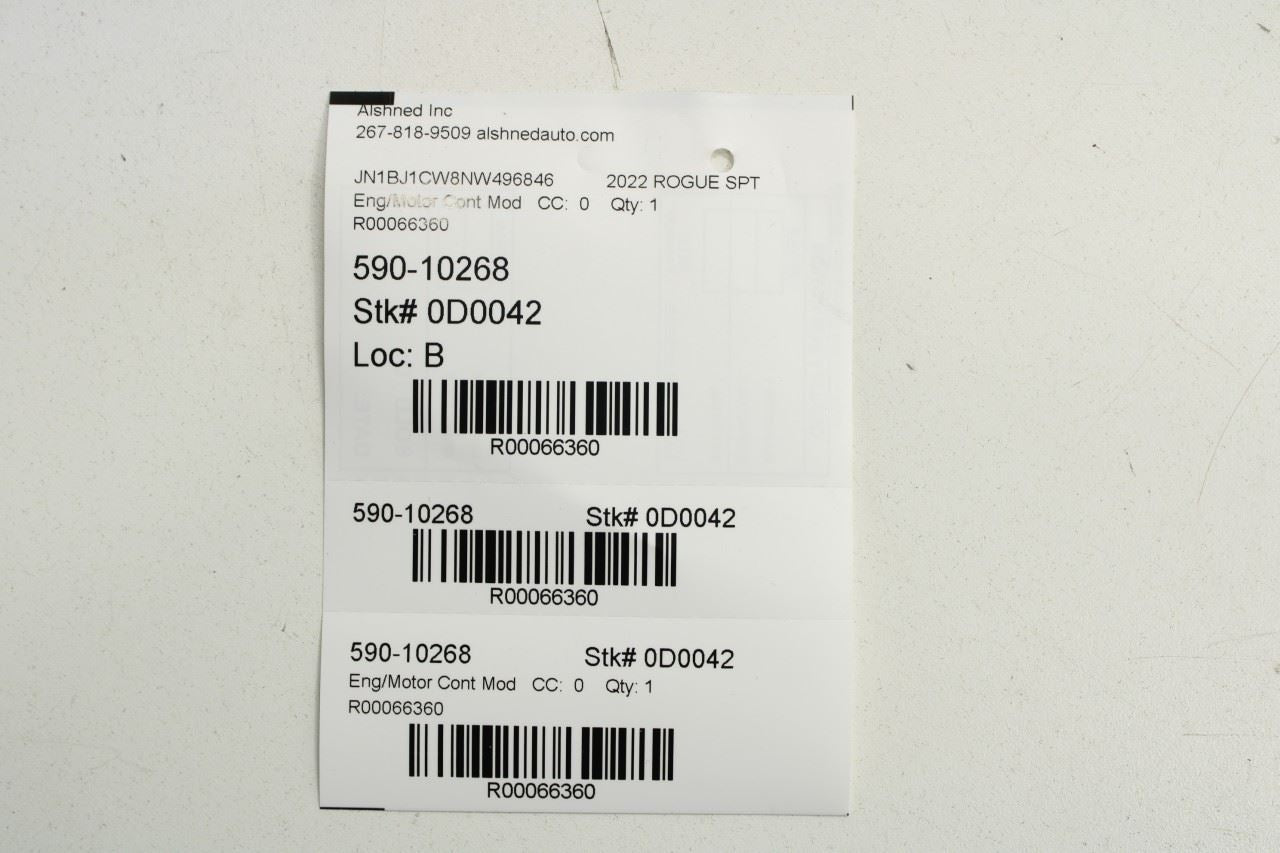 Alshned Inc
267-818-9509 alshnedauto.com
JN1BJ1CW8NW496846 2022 ROGUE SPT
Eng/Motor Cont Mod CC: 0 Qty: 1
R00066360
590-10268
Stk# 0D0042
Loc: B
R00066360
590-10268 Stk# 0D0042
R00066360
590-10268 Stk# 0D0042
Eng/Motor Cont Mod CC: 0 Qty: 1
R00066360
R00066360